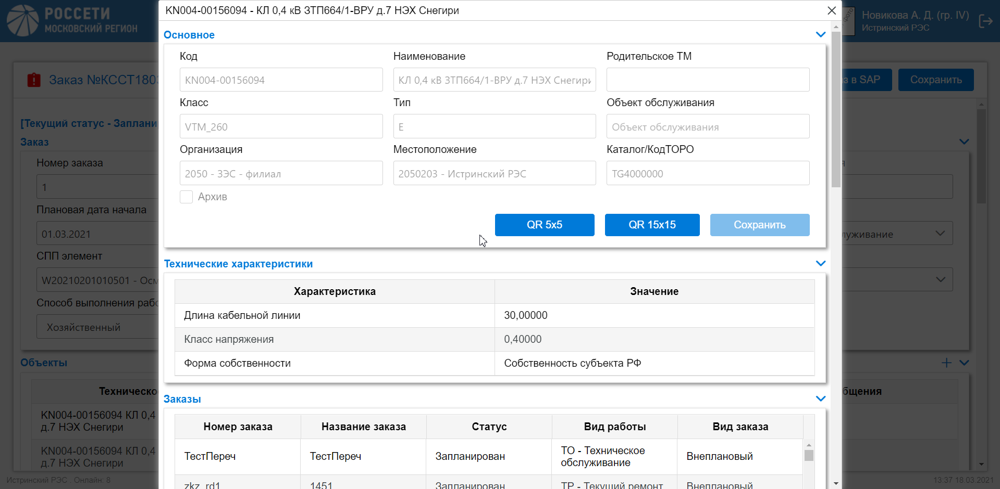 РОССЕТИ
МОСКОВСКИЙ РЕГИОН
фото
Новикова А. Д. (гр. IV)
Истринский РЭС
KN004-00156094 - КЛ 0,4 кВ ЗТП664/1-ВРУ д.7 НЭХ Снегири
Основное
Код
Наименование
Родительское ТМ
KN004-00156094
КЛ 0,4 кВ ЗТП664/1-ВРУ д.7 НЭХ Снегири
Класс
Тип
Объект обслуживания
VTM_260
E
Объект обслуживания
Организация
Местоположение
Каталог/КодТОРО
2050 - ЗЭС - филиал
2050203 - Истринский РЭС
TG4000000
Архив
QR 5x5
QR 15x15
Сохранить
Технические характеристики
Характеристика
Значение
Длина кабельной линии
30,00000
Класс напряжения
0,40000
Форма собственности
Собственность субъекта РФ
Заказы
Номер заказа
Название заказа
Статус
Вид работы
Вид заказа
ТестПереч
ТестПереч
Запланирован
ТО - Техническое
обслуживание
Внеплановый
zkz_rd1
1451
Запланирован
ТР - Текущий ремонт
Внеплановый
Заказ №КССТ1803
з в SAP
Сохранить
[Текущий статус - Заплани
Заказ
Номер заказа
1
Плановая дата начала
01.03.2021
луживание
СПП элемент
W20210201010501 - Осм
Способ выполнения рабо
Хозяйственный
Объекты
Техническо
бщения
KN004-00156094 КЛ 0,4
д.7 НЭХ Снегири
KN004-00156094 КЛ 0,4
д.7 НЭХ Снегири
Истринский РЭС . Онлайн: 8
13:37 18.03.2021